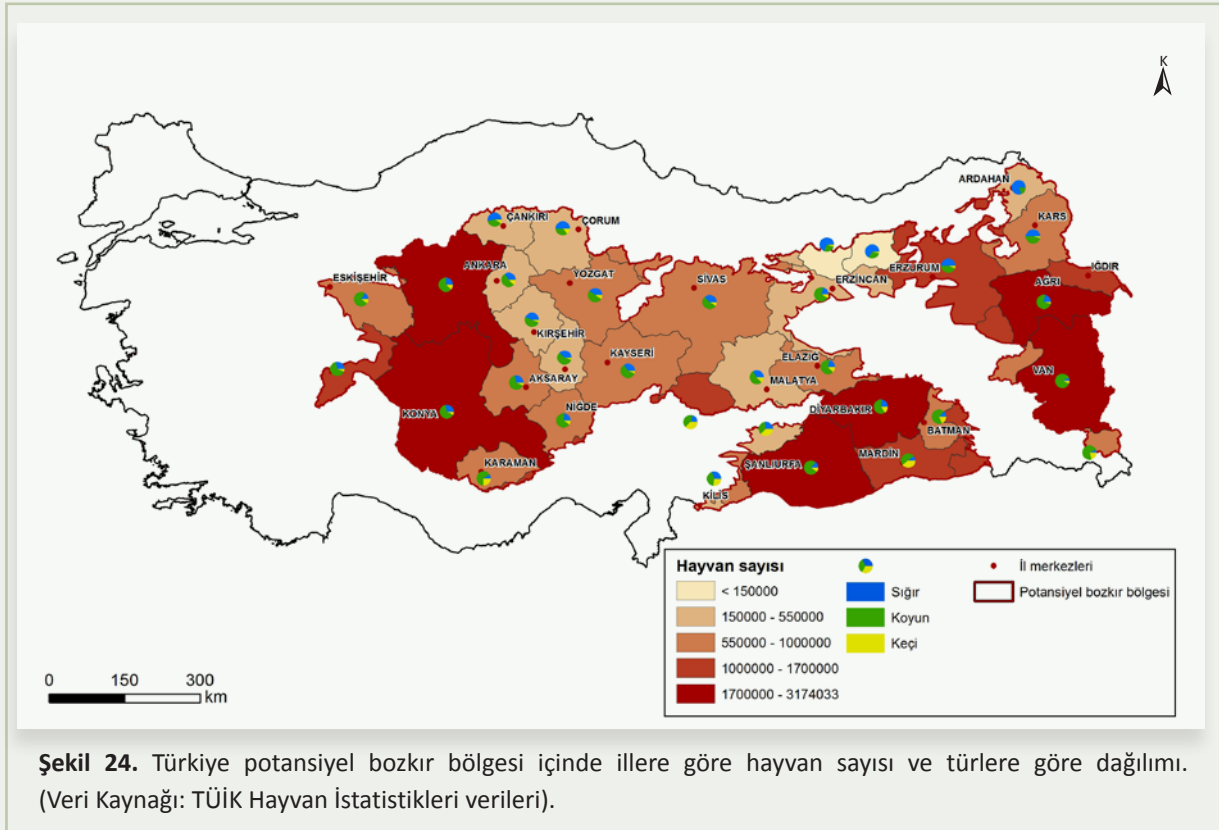 K
ARDAHAN
KARS
ÇANKIRI
ÇORUM
ESKİŞEHİR
ANKARA
YOZGAT
SİVAS
ERZİNCAN
ERZURUM
IĞDIR
AĞRI
KIRŞEHİR
KAYSERİ
ELAZIĞ
MALATYA
VAN
AKSARAY
NİĞDE
DİYARBAKIR
BATMAN
KONYA
KARAMAN
ŞANLIURFA
MARDİN
KİLİS
Hayvan sayısı
< 150000
150000 - 550000
550000 - 1000000
1000000 - 1700000
1700000 - 3174033
Sığır
Koyun
Keçi
İl merkezleri
Potansiyel bozkır bölgesi
0 150 300
km
Şekil 24. Türkiye potansiyel bozkır bölgesi içinde illere göre hayvan sayısı ve türlere göre dağılımı.
(Veri Kaynağı: TÜİK Hayvan İstatistikleri verileri).